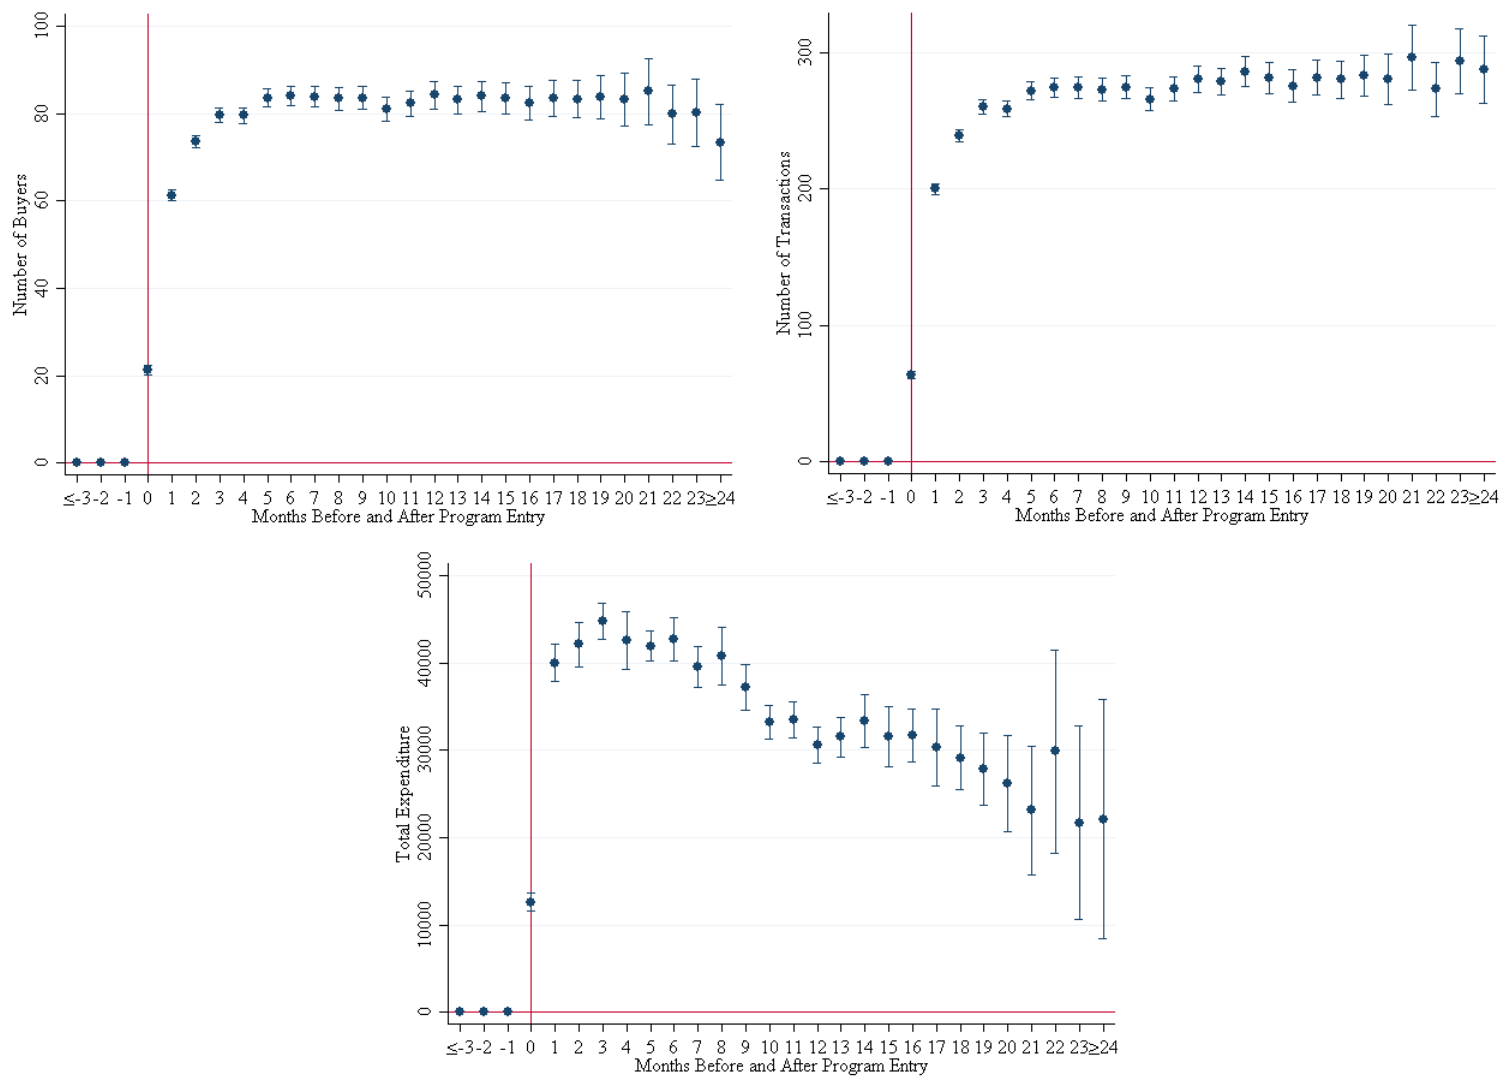 Number of Buyers
100
80
60
40
20
0
≤-3 -2 -1 0 1 2 3 4 5 6 7 8 9 10 11 12 13 14 15 16 17 18 19 20 21 22 23 ≥24
Months Before and After Program Entry
Number of Transactions
300
200
100
0
≤-3 -2 -1 0 1 2 3 4 5 6 7 8 9 10 11 12 13 14 15 16 17 18 19 20 21 22 23 ≥24
Months Before and After Program Entry
Total Expenditure
50000
40000
30000
20000
10000
0
≤-3 -2 -1 0 1 2 3 4 5 6 7 8 9 10 11 12 13 14 15 16 17 18 19 20 21 22 23 ≥24
Months Before and After Program Entry